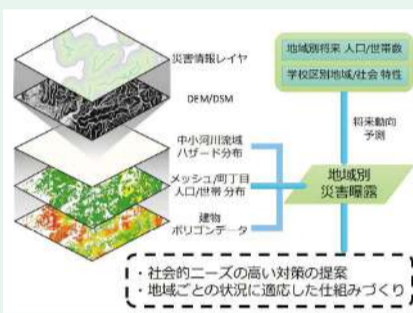 災害情報レイヤ
DEM/DSM
中小河川流域
ハザード分布
メッシュ/町丁目
人口/世帯 分布
建物
ポリゴンデータ
地域別将来 人口/世帯数
学校区別地域/社会 特性
将来動向
予測
地域別
災害曝露
・社会的ニーズの高い対策の提案
・地域ごとの状況に適応した仕組みづくり